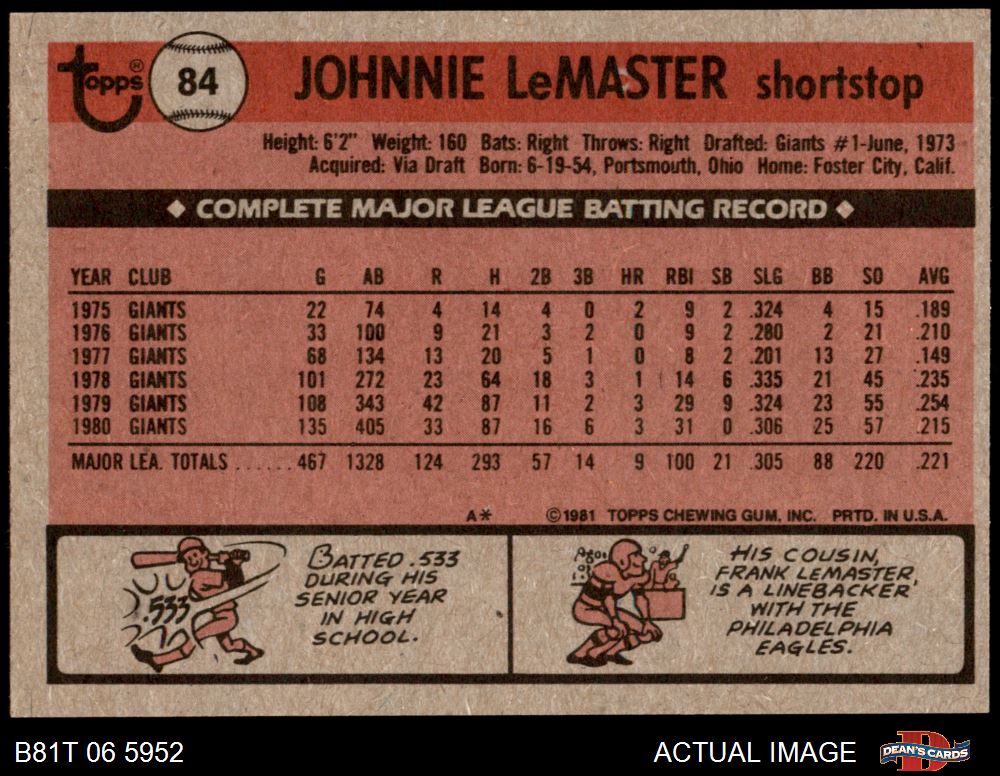 Topps®
84
JOHNNIE LeMASTER shortstop
Height: 6'2" Weight: 160 Bats: Right Throws: Right Drafted: Giants #1-June, 1973
Acquired: Via Draft Born: 6-19-54, Portsmouth, Ohio Home: Foster City, Calif.
◆ COMPLETE MAJOR LEAGUE BATTING RECORD ◆
YEAR CLUB G AB R H 2B 3B HR RBI SB SLG BB SO AVG
1975 GIANTS 22 74 4 14 4 0 2 9 2 .324 4 15 .189
1976 GIANTS 33 100 9 21 3 2 0 9 2 .280 2 21 .210
1977 GIANTS 68 134 13 20 5 1 0 8 2 .201 13 27 .149
1978 GIANTS 101 272 23 64 18 3 1 14 6 .335 21 45 .235
1979 GIANTS 108 343 42 87 11 2 3 29 9 .324 23 55 .254
1980 GIANTS 135 405 33 87 16 6 3 31 0 .306 25 57 .215
MAJOR LEA. TOTALS ...... 467 1328 124 293 57 14 9 100 21 .305 88 220 .221
A* ©1981 TOPPS CHEWING GUM, INC. PRTD. IN U.S.A.
.533
BATTED .533
DURING HIS
SENIOR YEAR
IN HIGH
SCHOOL.
HIS COUSIN,
FRANK LEMASTER,
IS A LINEBACKER
WITH THE
PHILADELPHIA
EAGLES.
B81T 06 5952
ACTUAL IMAGE
DEAN'S CARDS